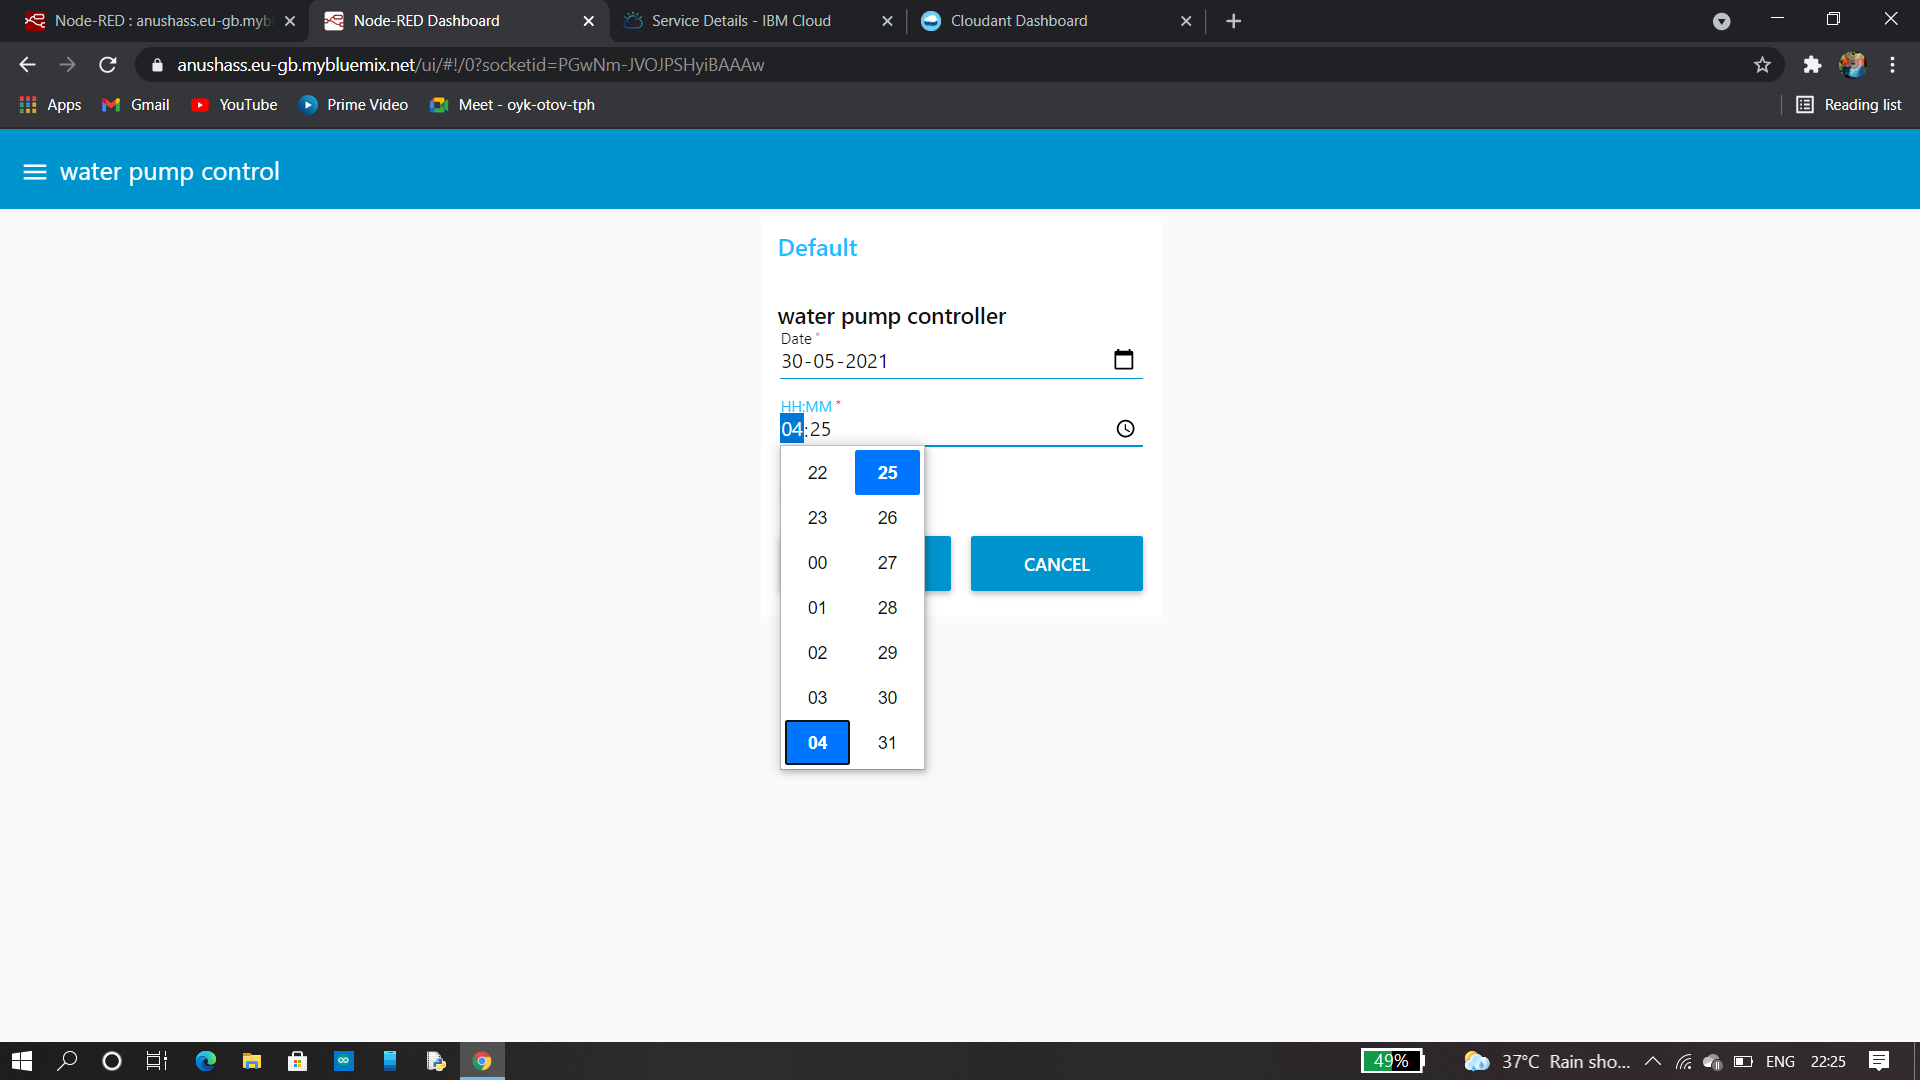 Node-RED : anushass.eu-gb.myb
Node-RED Dashboard
Service Details - IBM Cloud
Cloudant Dashboard
anushass.eu-gb.mybluemix.net/ui/#!/0?socketid=PGwNm-JVOJPSHyiBAAAw
Apps
Gmail
YouTube
Prime Video
Meet - oyk-otov-tph
Reading list
water pump control
Default
water pump controller
Date *
30-05-2021
HH:MM *
04:25
22 25
23 26
00 27
01 28
02 29
03 30
04 31
CANCEL
49%
37°C Rain sho...
ENG
22:25